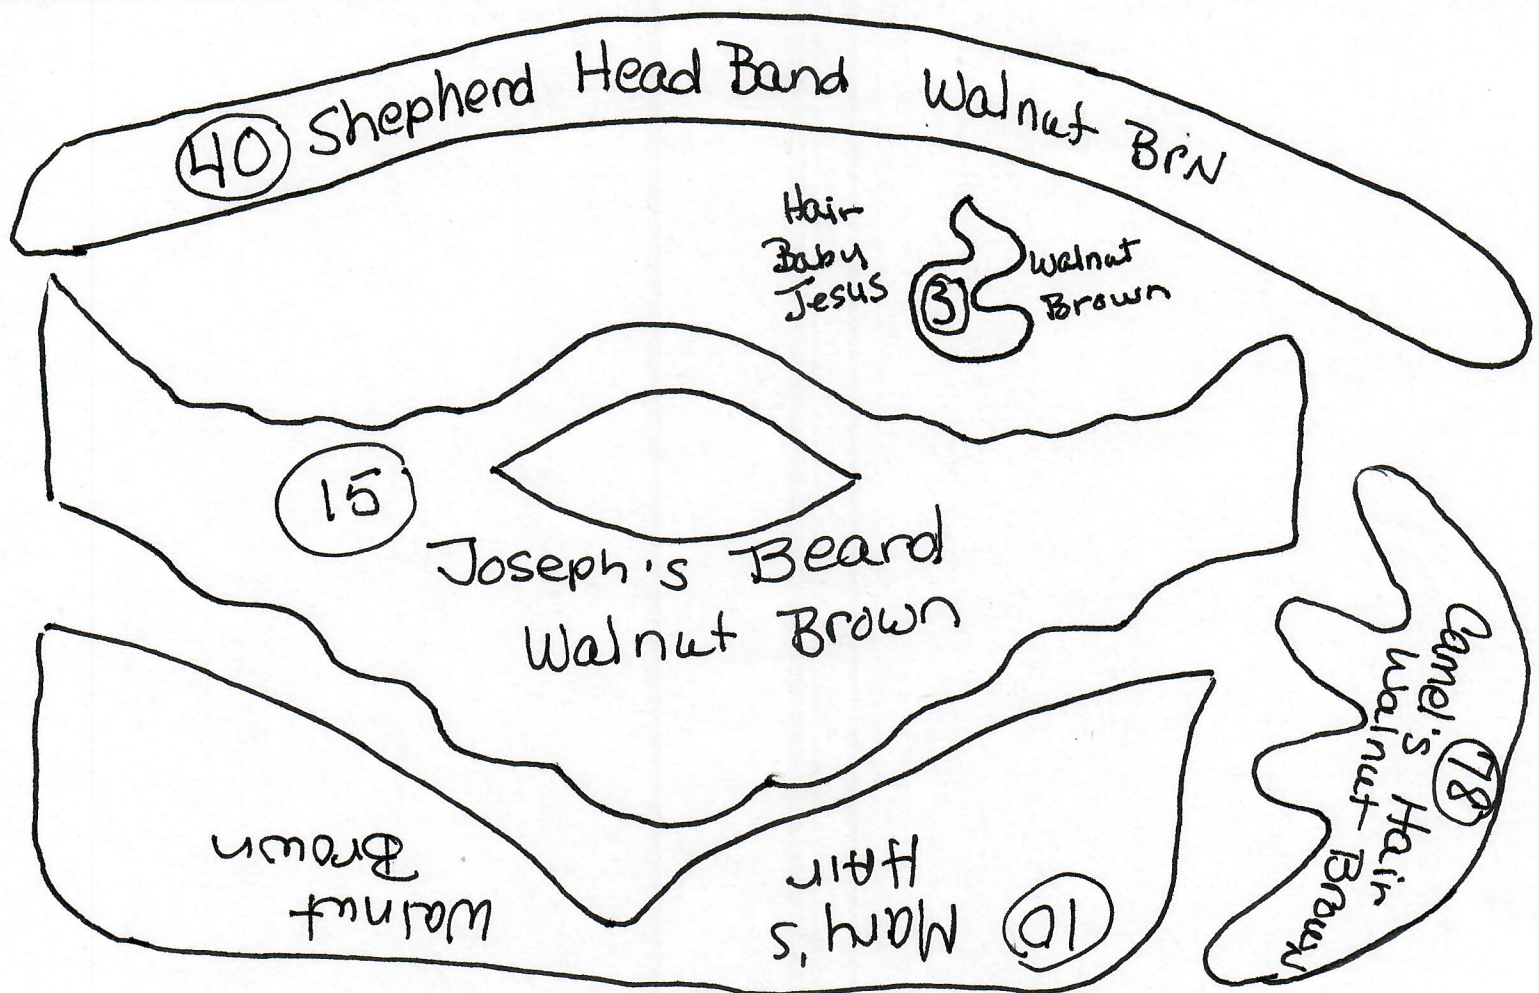 40 Shepherd Head Band Walnut BrN
Hair
Baby
Jesus
3
Walnut
Brown
15
Joseph's Beard
Walnut Brown
10 Mary's
HAir
Walnut
Brown
Camel's Hair
78
Walnut Brown